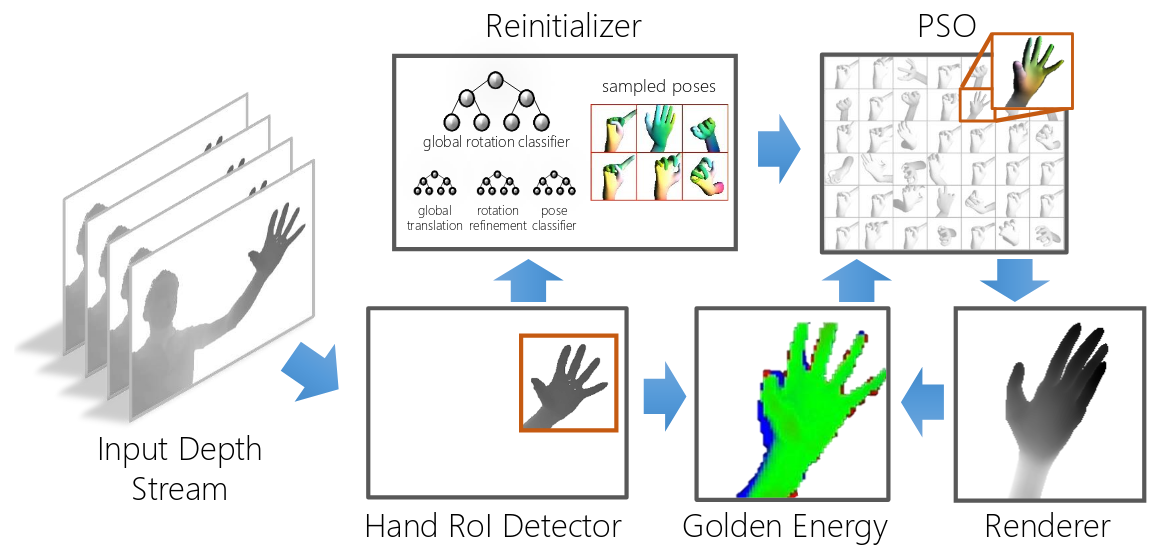 Reinitializer
PSO
sampled poses
global rotation classifier
global
translation
rotation
refinement
pose
classifier
Input Depth
Stream
Hand RoI Detector
Golden Energy
Renderer